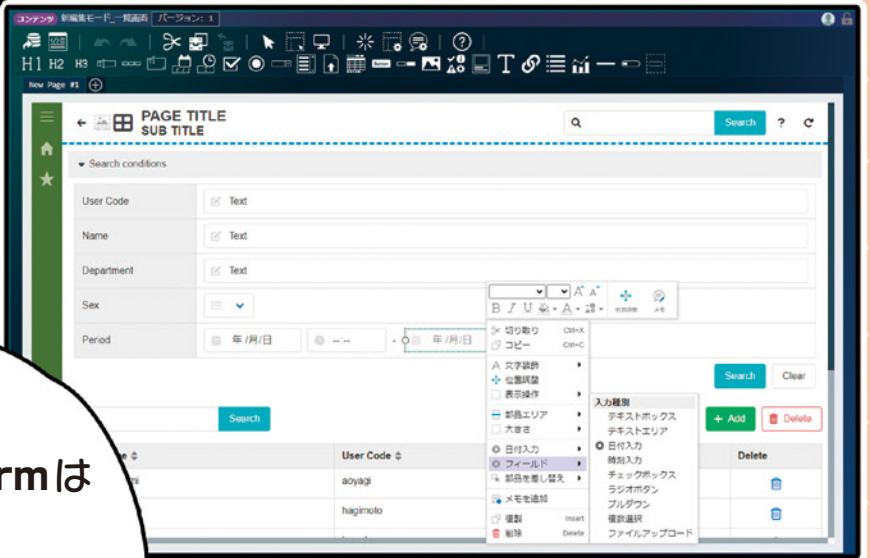 コンテンツ 新編集モード_一覧画面 バージョン: 1
H1 H2 H3
New Page #1
PAGE TITLE
SUB TITLE
Search ? C
Search conditions
User Code Text
Name Text
Department Text
Sex
Period 年/月/日 --:-- - 年/月/日
B I U A
位置調整 メモ
切り取り Ctrl+X
コピー Ctrl+C
文字装飾
位置調整
表示操作
部品エリア
大きさ
日付入力
フィールド
部品を差し替え
メモを追加
複製 Insert
削除 Delete
入力種別
テキストボックス
テキストエリア
日付入力
時刻入力
チェックボックス
ラジオボタン
プルダウン
複数選択
ファイルアップロード
Search Clear
Search + Add Delete
User Code Delete
aoyagi
hagimoto
rmは